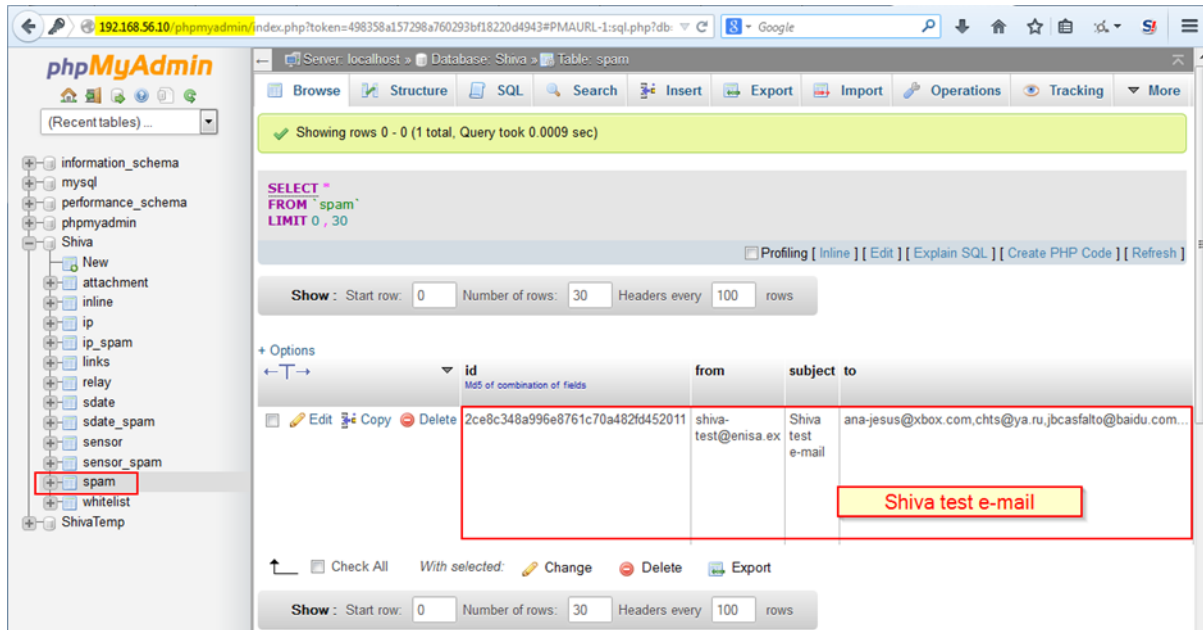 192.168.56.10/phpmyadmin/index.php?token=498358a157298a760293bf18220d4943#PMAURL-1:sql.php?db:
Google
phpMyAdmin
(Recent tables) ...
information_schema
mysql
performance_schema
phpmyadmin
Shiva
New
attachment
inline
ip
ip_spam
links
relay
sdate
sdate_spam
sensor
sensor_spam
spam
whitelist
ShivaTemp
Server: localhost » Database: Shiva » Table: spam
Browse Structure SQL Search Insert Export Import Operations Tracking More
Showing rows 0 - 0 (1 total, Query took 0.0009 sec)
SELECT *
FROM `spam`
LIMIT 0 , 30
Profiling [ Inline ] [ Edit ] [ Explain SQL ] [ Create PHP Code ] [ Refresh ]
Show : Start row: 0 Number of rows: 30 Headers every 100 rows
+ Options
←T→ id from subject to
Md5 of combination of fields
Edit Copy Delete 2ce8c348a996e8761c70a482fd452011 shiva- Shiva ana-jesus@xbox.com,chts@ya.ru,jbcasfalto@baidu.com...
test@enisa.ex test
e-mail
Shiva test e-mail
Check All With selected: Change Delete Export
Show : Start row: 0 Number of rows: 30 Headers every 100 rows